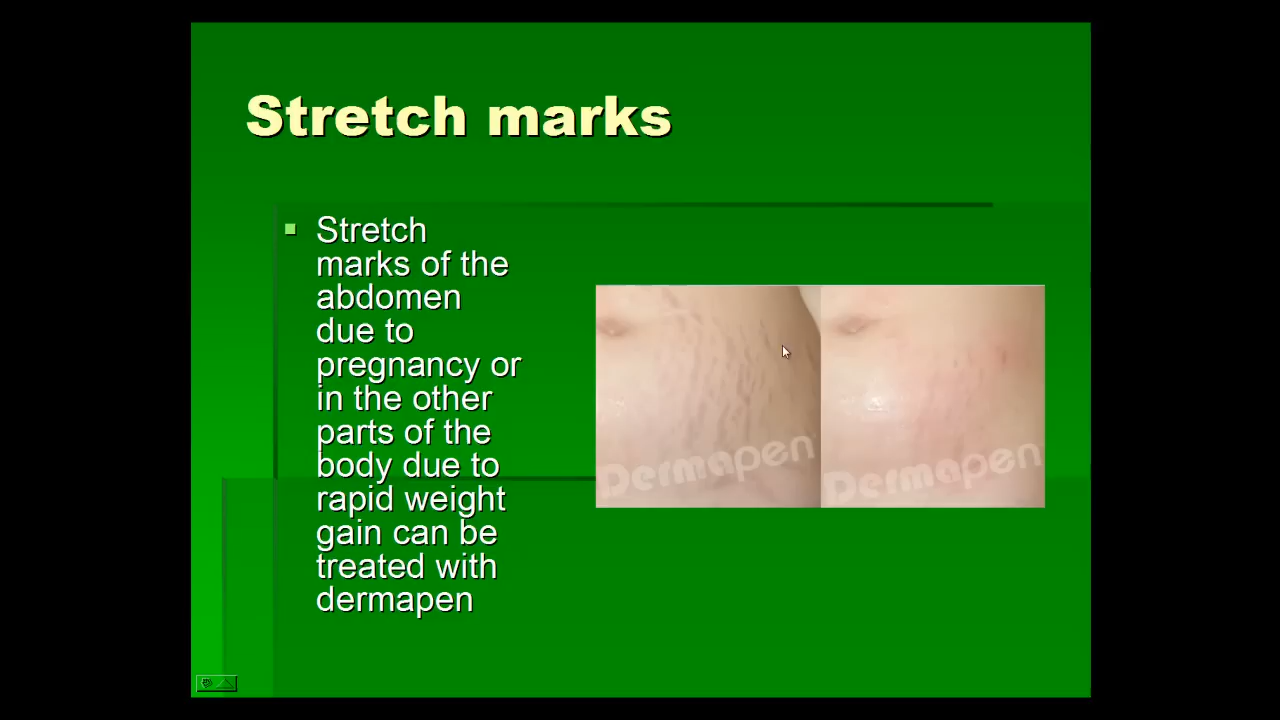 Stretch marks
Stretch
marks of the
abdomen
due to
pregnancy or
in the other
parts of the
body due to
rapid weight
gain can be
treated with
dermapen
Dermapen
Dermapen